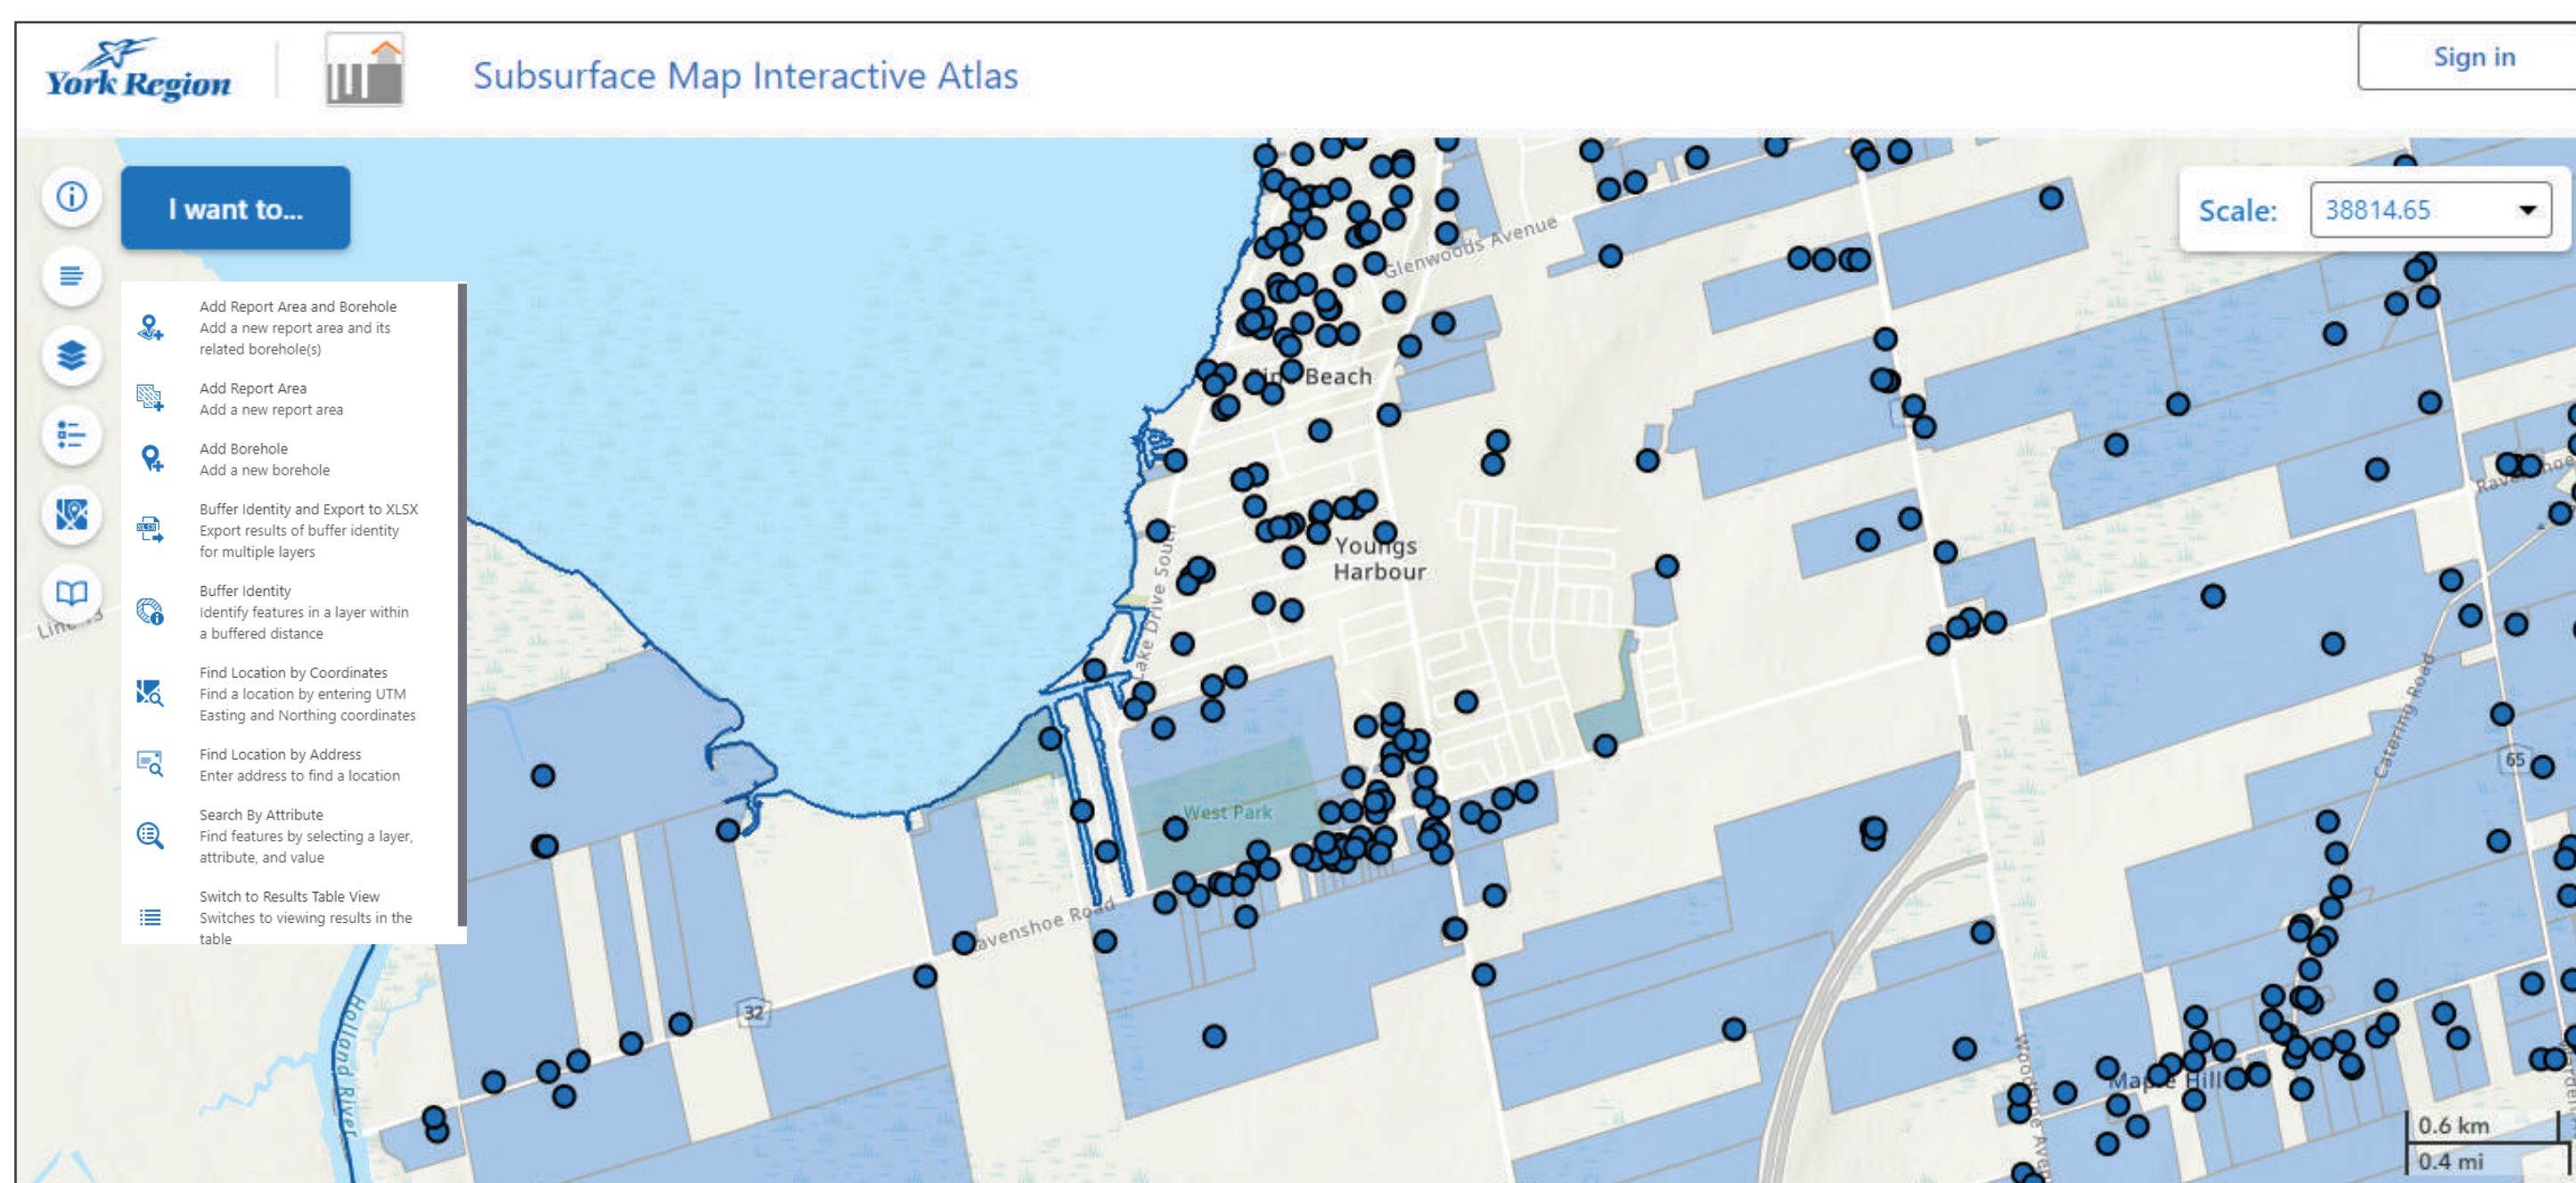 York Region
Subsurface Map Interactive Atlas
Sign in
I want to...
Scale:
38814.65
Add Report Area and Borehole
Add a new report area and its
related borehole(s)
Add Report Area
Add a new report area
Add Borehole
Add a new borehole
XLSX
Buffer Identity and Export to XLSX
Export results of buffer identity
for multiple layers
Buffer Identity
Identify features in a layer within
a buffered distance
Find Location by Coordinates
Find a location by entering UTM
Easting and Northing coordinates
Find Location by Address
Enter address to find a location
Search By Attribute
Find features by selecting a layer,
attribute, and value
Switch to Results Table View
Switches to viewing results in the
table
Glenwoods Avenue
Beach
Youngs
Harbour
Lake Drive South
West Park
Catering Road
65
32
Holland River
Maple Hill
0.6 km
0.4 mi